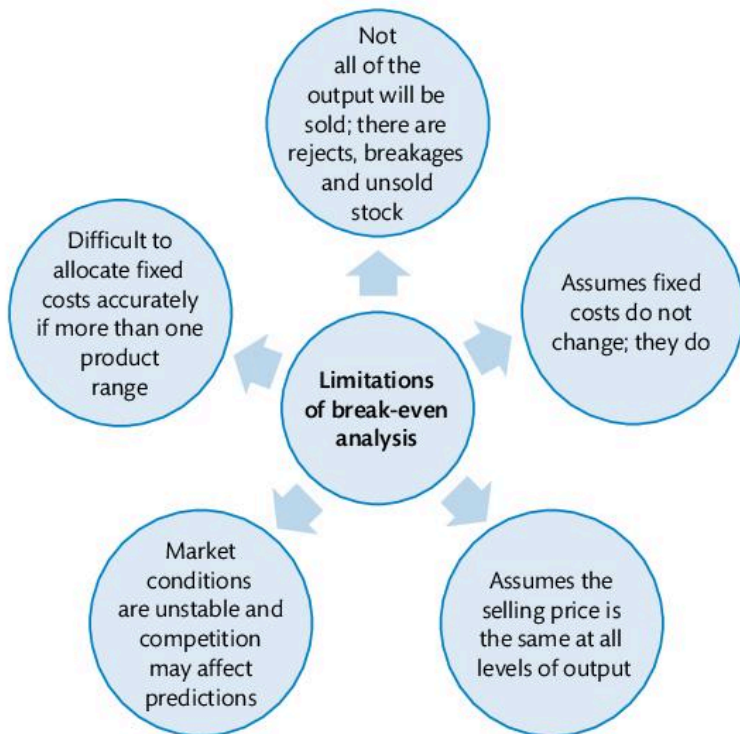 Not
all of the
output will be
sold; there are
rejects, breakages
and unsold
stock
Difficult to
allocate fixed
costs accurately
if more than one
product
range
Assumes fixed
costs do not
change; they do
Limitations
of break-even
analysis
Market
conditions
are unstable and
competition
may affect
predictions
Assumes the
selling price is
the same at all
levels of output